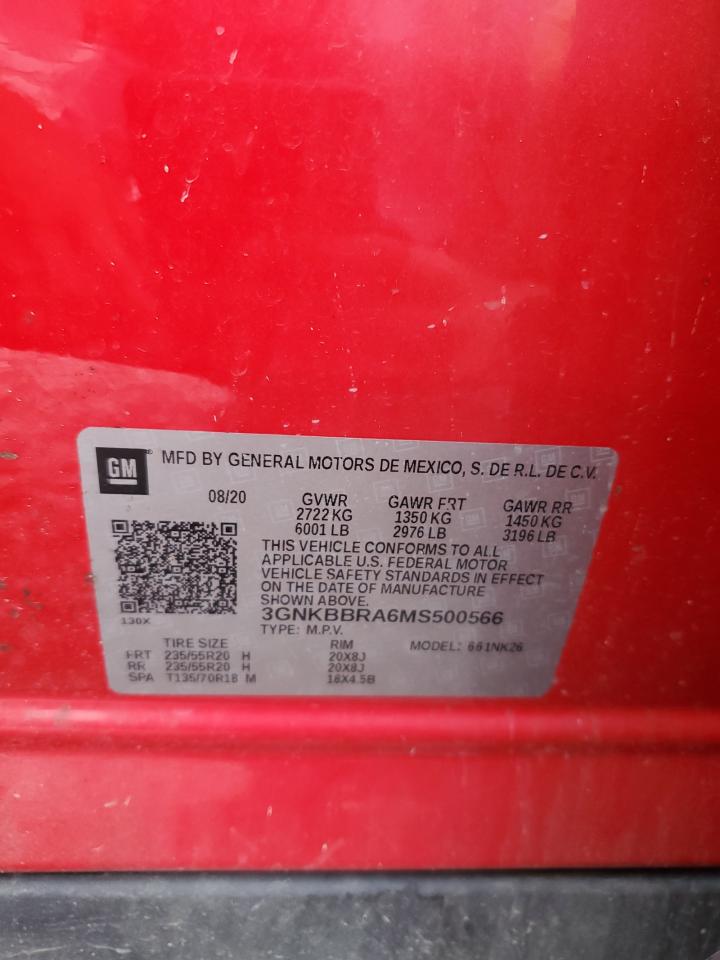 GM MFD BY GENERAL MOTORS DE MEXICO, S. DE R.L. DE C.V.
08/20 GVWR GAWR FRT GAWR RR
2722 KG 1350 KG 1450 KG
6001 LB 2976 LB 3196 LB
THIS VEHICLE CONFORMS TO ALL
APPLICABLE U.S. FEDERAL MOTOR
VEHICLE SAFETY STANDARDS IN EFFECT
ON THE DATE OF MANUFACTURE
SHOWN ABOVE.
3GNKBBRA6MS500566
130X
TYPE: M.P.V.
TIRE SIZE RIM MODEL: 661NK26
FRT 235/55R20 H 20X8J
RR 235/55R20 H 20X8J
SPA T135/70R18 M 18X4.5B